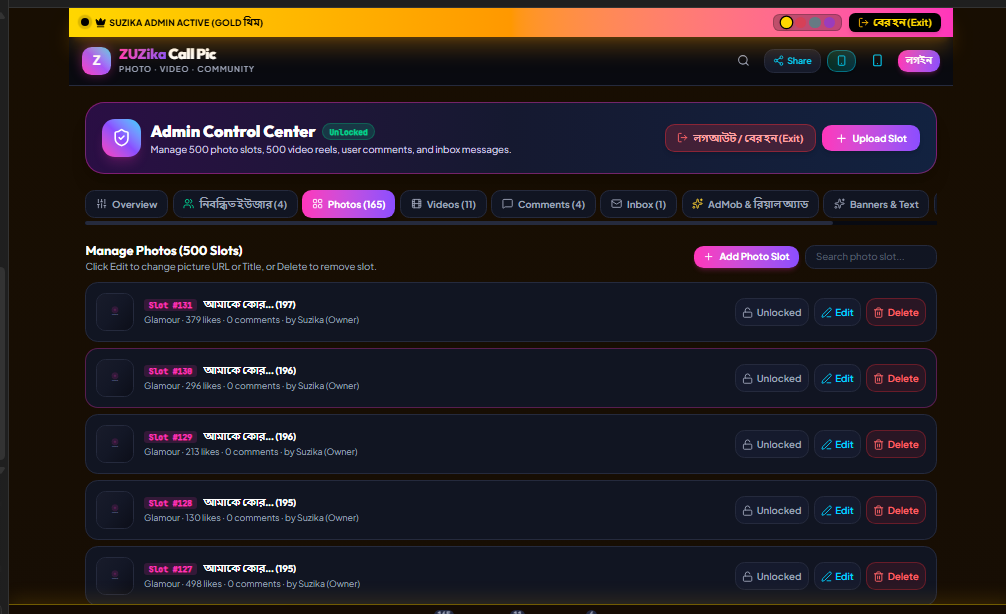 SUZIKA ADMIN ACTIVE (GOLD থিম)
বের হন (Exit)
Z
ZUZika Call Pic
PHOTO · VIDEO · COMMUNITY
Share
লগইন
Admin Control Center Unlocked
Manage 500 photo slots, 500 video reels, user comments, and inbox messages.
লগআউট / বের হন (Exit)
+ Upload Slot
Overview
নিবন্ধিত ইউজার (4)
Photos (165)
Videos (11)
Comments (4)
Inbox (1)
AdMob & রিয়াল অ্যাড
Banners & Text
Manage Photos (500 Slots)
Click Edit to change picture URL or Title, or Delete to remove slot.
+ Add Photo Slot
Search photo slot...
Slot #131 আমাকে কোর... (197)
Glamour · 379 likes · 0 comments · by Suzika (Owner)
Unlocked Edit Delete
Slot #130 আমাকে কোর... (196)
Glamour · 296 likes · 0 comments · by Suzika (Owner)
Unlocked Edit Delete
Slot #129 আমাকে কোর... (196)
Glamour · 213 likes · 0 comments · by Suzika (Owner)
Unlocked Edit Delete
Slot #128 আমাকে কোর... (195)
Glamour · 130 likes · 0 comments · by Suzika (Owner)
Unlocked Edit Delete
Slot #127 আমাকে কোর... (195)
Glamour · 498 likes · 0 comments · by Suzika (Owner)
Unlocked Edit Delete